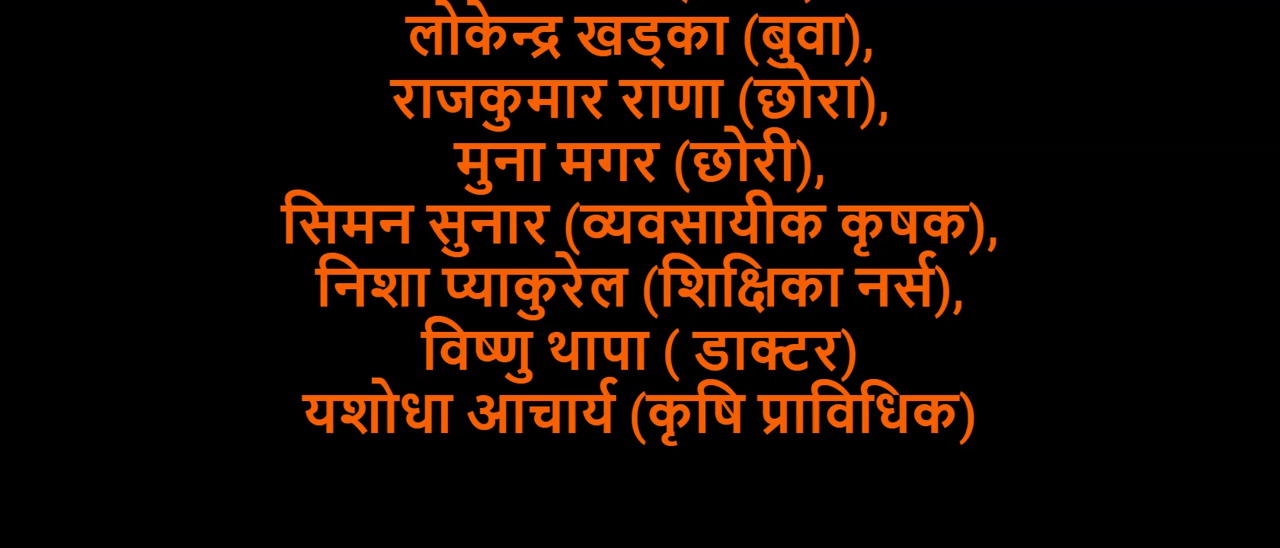 लोकेन्द्र खड्का (बुवा),
राजकुमार राणा (छोरा),
मुना मगर (छोरी),
सिमन सुनार (व्यवसायीक कृषक),
निशा प्याकुरेल (शिक्षिका नर्स),
विष्णु थापा ( डाक्टर)
यशोधा आचार्य (कृषि प्राविधिक)